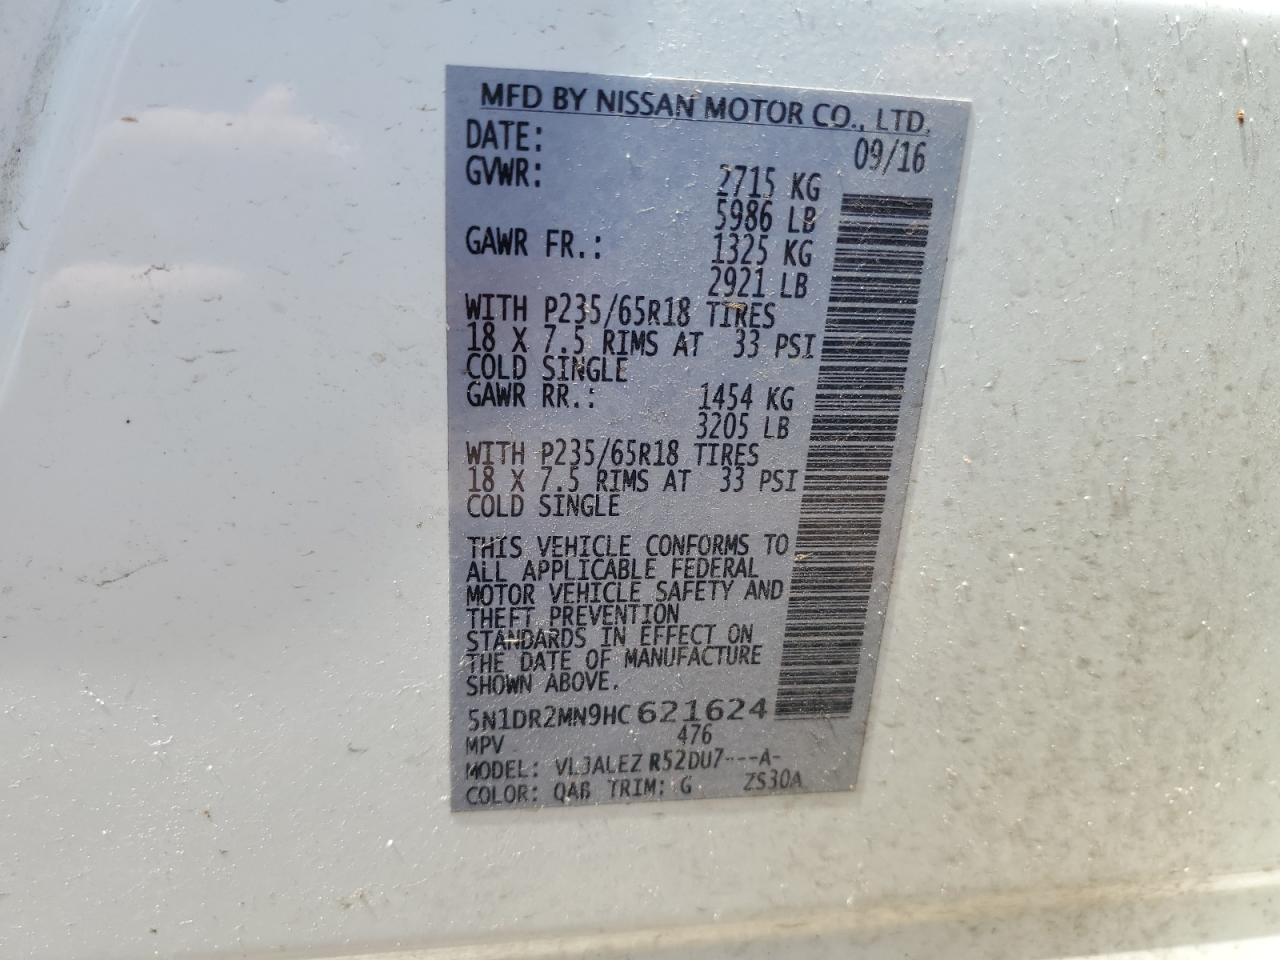 MFD BY NISSAN MOTOR CO., LTD.
DATE: 09/16
GVWR: 2715 KG
5986 LB
GAWR FR.: 1325 KG
2921 LB
WITH P235/65R18 TIRES
18 X 7.5 RIMS AT 33 PSI
COLD SINGLE
GAWR RR.: 1454 KG
3205 LB
WITH P235/65R18 TIRES
18 X 7.5 RIMS AT 33 PSI
COLD SINGLE
THIS VEHICLE CONFORMS TO
ALL APPLICABLE FEDERAL
MOTOR VEHICLE SAFETY AND
THEFT PREVENTION
STANDARDS IN EFFECT ON
THE DATE OF MANUFACTURE
SHOWN ABOVE.
5N1DR2MN9HC621624
MPV 476
MODEL: VL3ALEZ R52DU7---A-
COLOR: QAB TRIM: G ZS30A